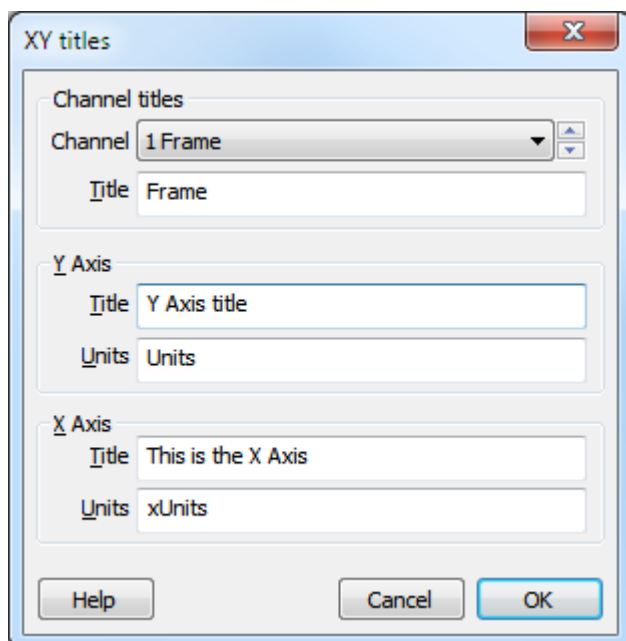 XY titles
Channel titles
Channel 1 Frame
Title Frame
Y Axis
Title Y Axis title
Units Units
X Axis
Title This is the X Axis
Units xUnits
Help Cancel OK